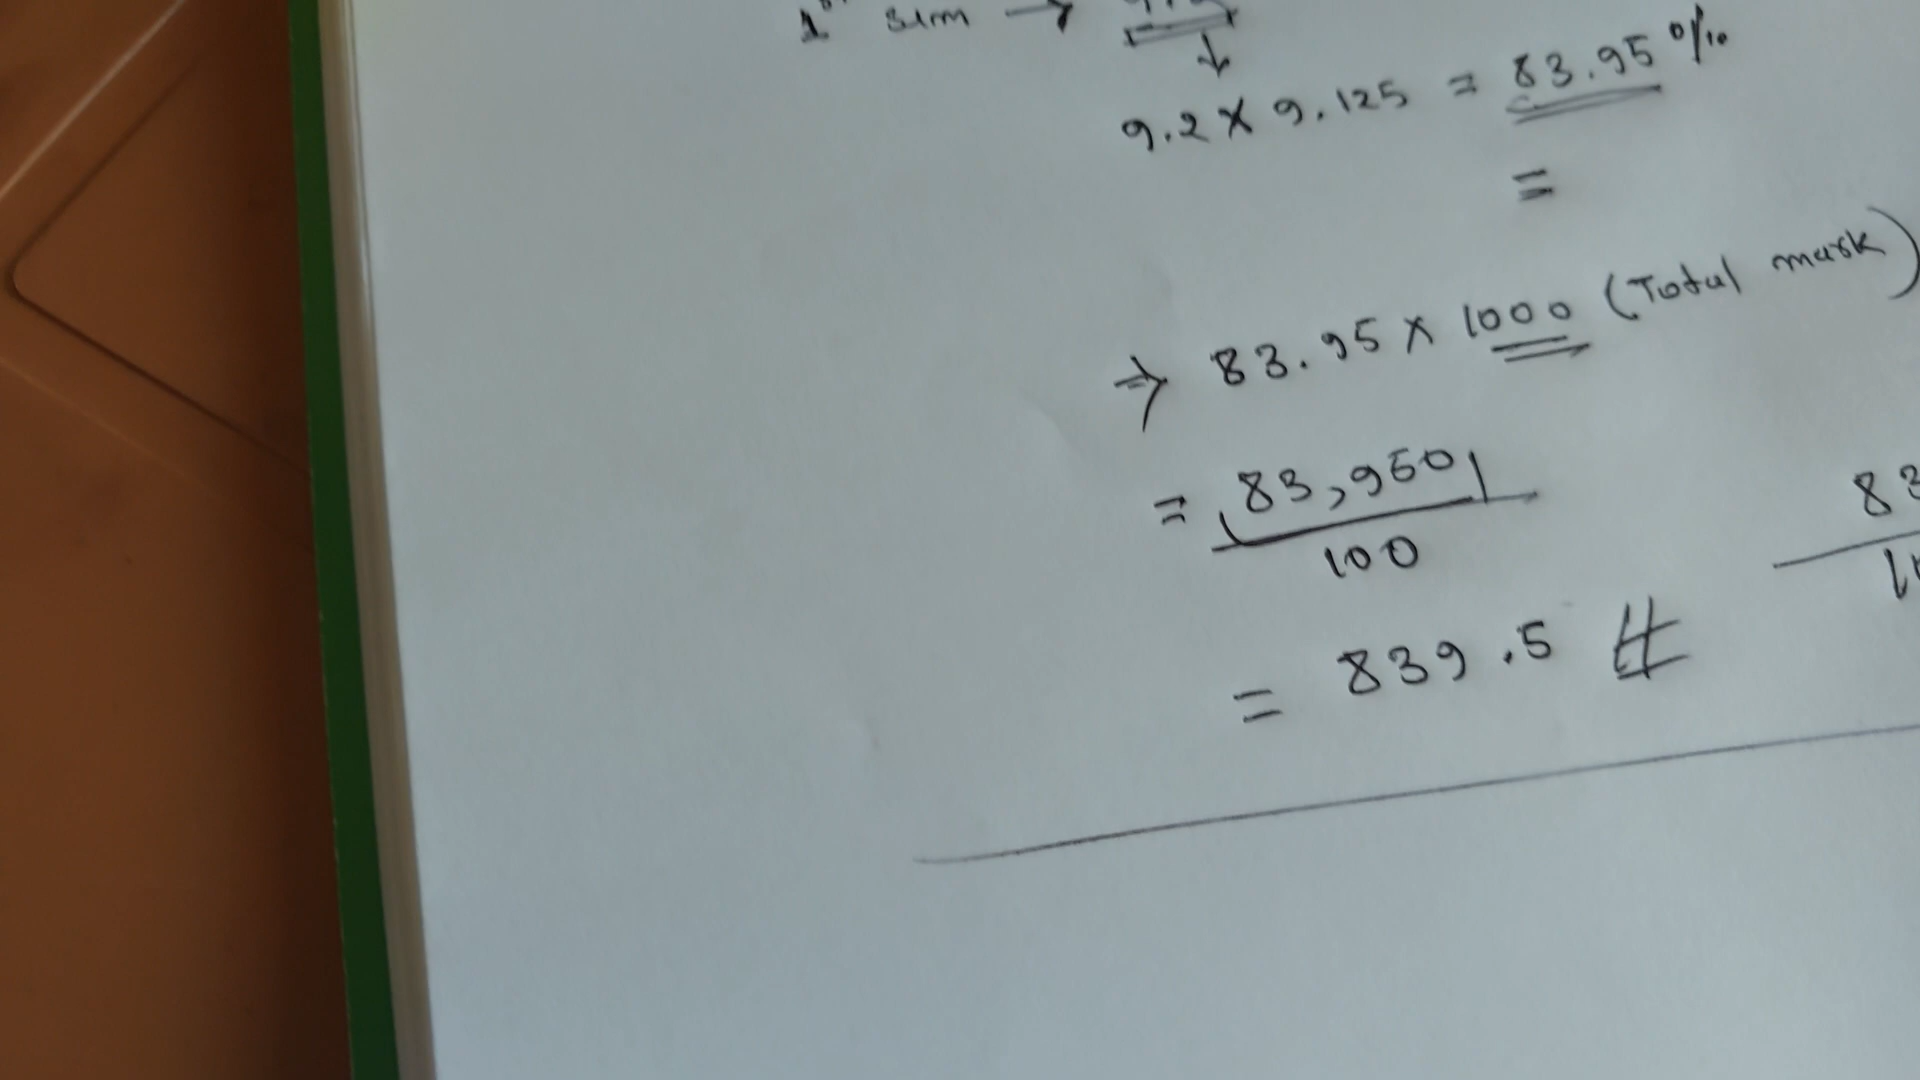 1 sem →
↓
9.2 × 9.125 = 83.95%
=
⇒ 83.95 × 1000 (Total mark)
= 83,950
100
= 839.5 #